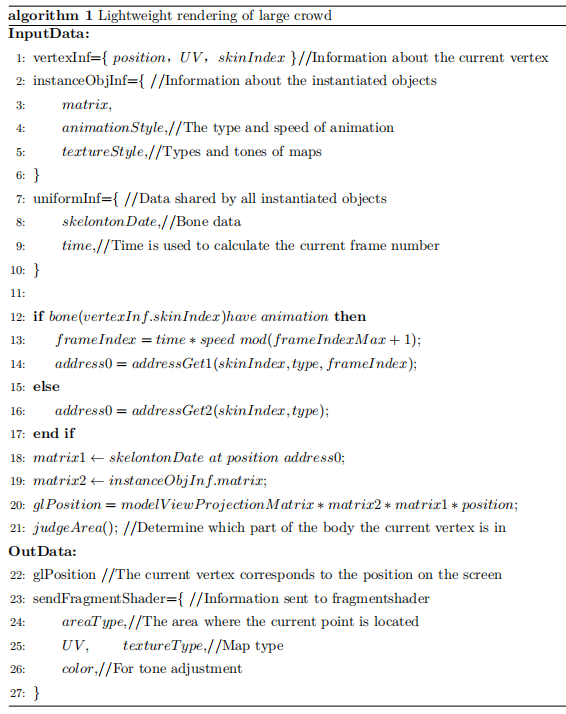 algorithm 1 Lightweight rendering of large crowd
InputData:
1: vertexInf={ position，UV，skinIndex }//Information about the current vertex
2: instanceObjInf={ //Information about the instantiated objects
3: matrix,
4: animationStyle,//The type and speed of animation
5: textureStyle,//Types and tones of maps
6: }
7: uniformInf={ //Data shared by all instantiated objects
8: skelontonDate,//Bone data
9: time,//Time is used to calculate the current frame number
10: }
11:
12: if bone(vertexInf.skinIndex)have animation then
13: frameIndex = time * speed mod(frameIndexMax + 1);
14: address0 = addressGet1(skinIndex, type, frameIndex);
15: else
16: address0 = addressGet2(skinIndex, type);
17: end if
18: matrix1 ← skelontonDate at position address0;
19: matrix2 ← instanceObjInf.matrix;
20: glPosition = modelViewProjectionMatrix * matrix2 * matrix1 * position;
21: judgeArea(); //Determine which part of the body the current vertex is in
OutData:
22: glPosition //The current vertex corresponds to the position on the screen
23: sendFragmentShader={ //Information sent to fragmentshader
24: areaType,//The area where the current point is located
25: UV, textureType,//Map type
26: color,//For tone adjustment
27: }